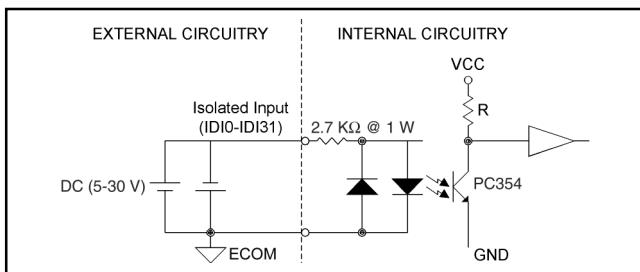 EXTERNAL CIRCUITRY
INTERNAL CIRCUITRY
VCC
Isolated Input
(IDI0-IDI31)
2.7 KΩ @ 1 W
R
DC (5-30 V)
PC354
ECOM
GND